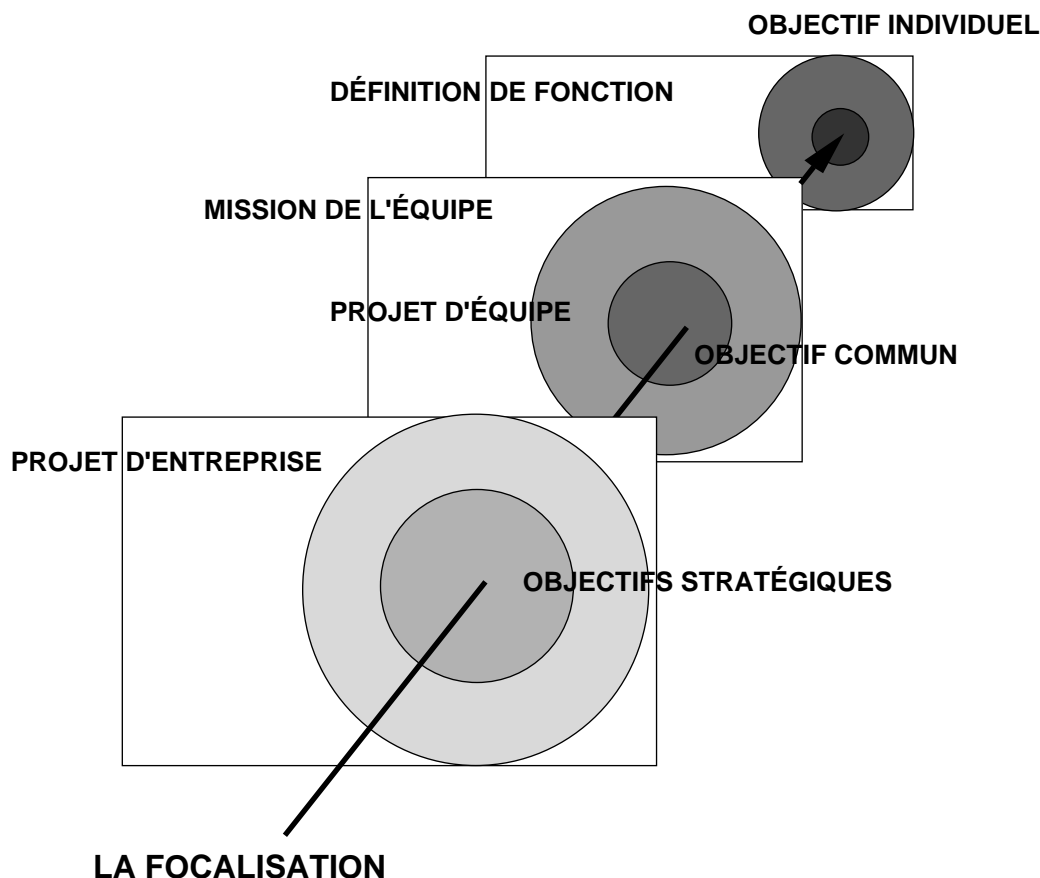 OBJECTIF INDIVIDUEL
DÉFINITION DE FONCTION
MISSION DE L'ÉQUIPE
PROJET D'ÉQUIPE
OBJECTIF COMMUN
PROJET D'ENTREPRISE
OBJECTIFS STRATÉGIQUES
LA FOCALISATION